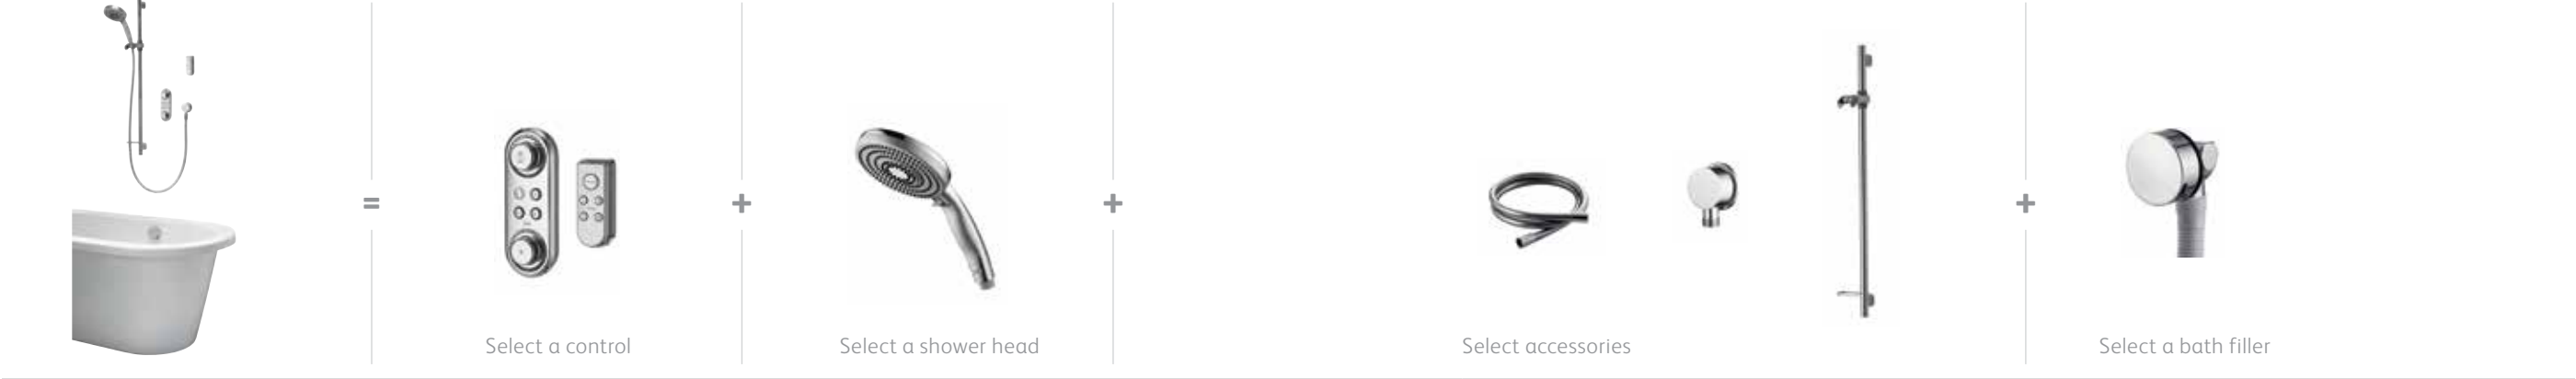 =
+
+
+
Select a control
Select a shower head
Select accessories
Select a bath filler